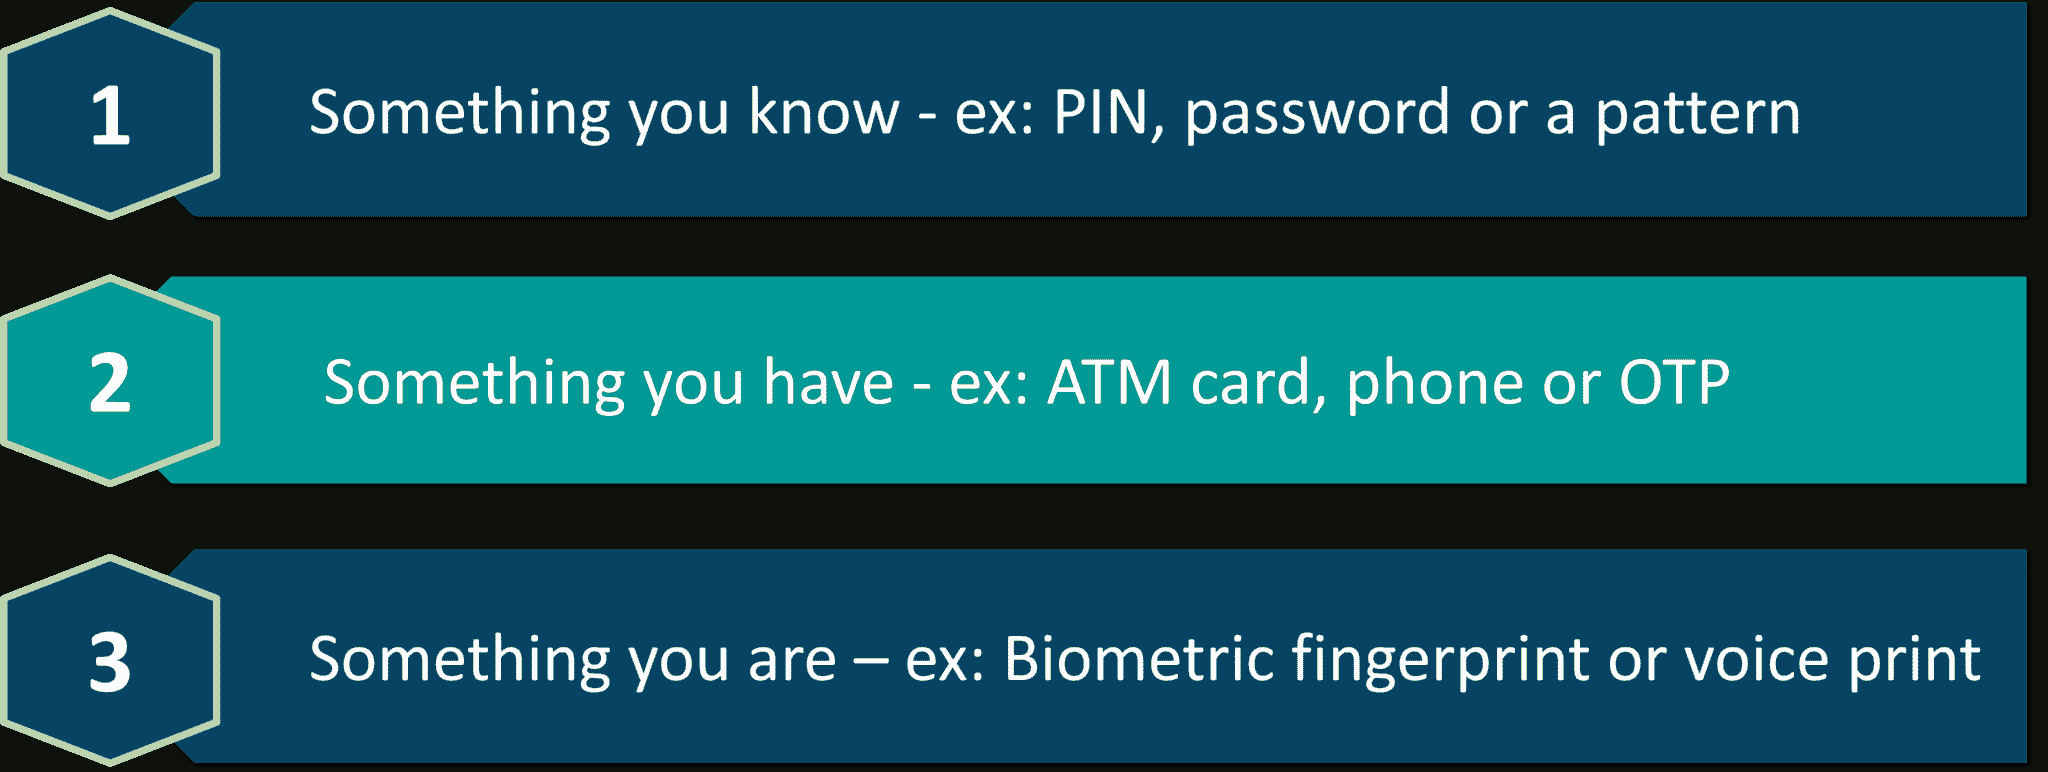 1
Something you know - ex: PIN, password or a pattern
2
Something you have - ex: ATM card, phone or OTP
3
Something you are – ex: Biometric fingerprint or voice print